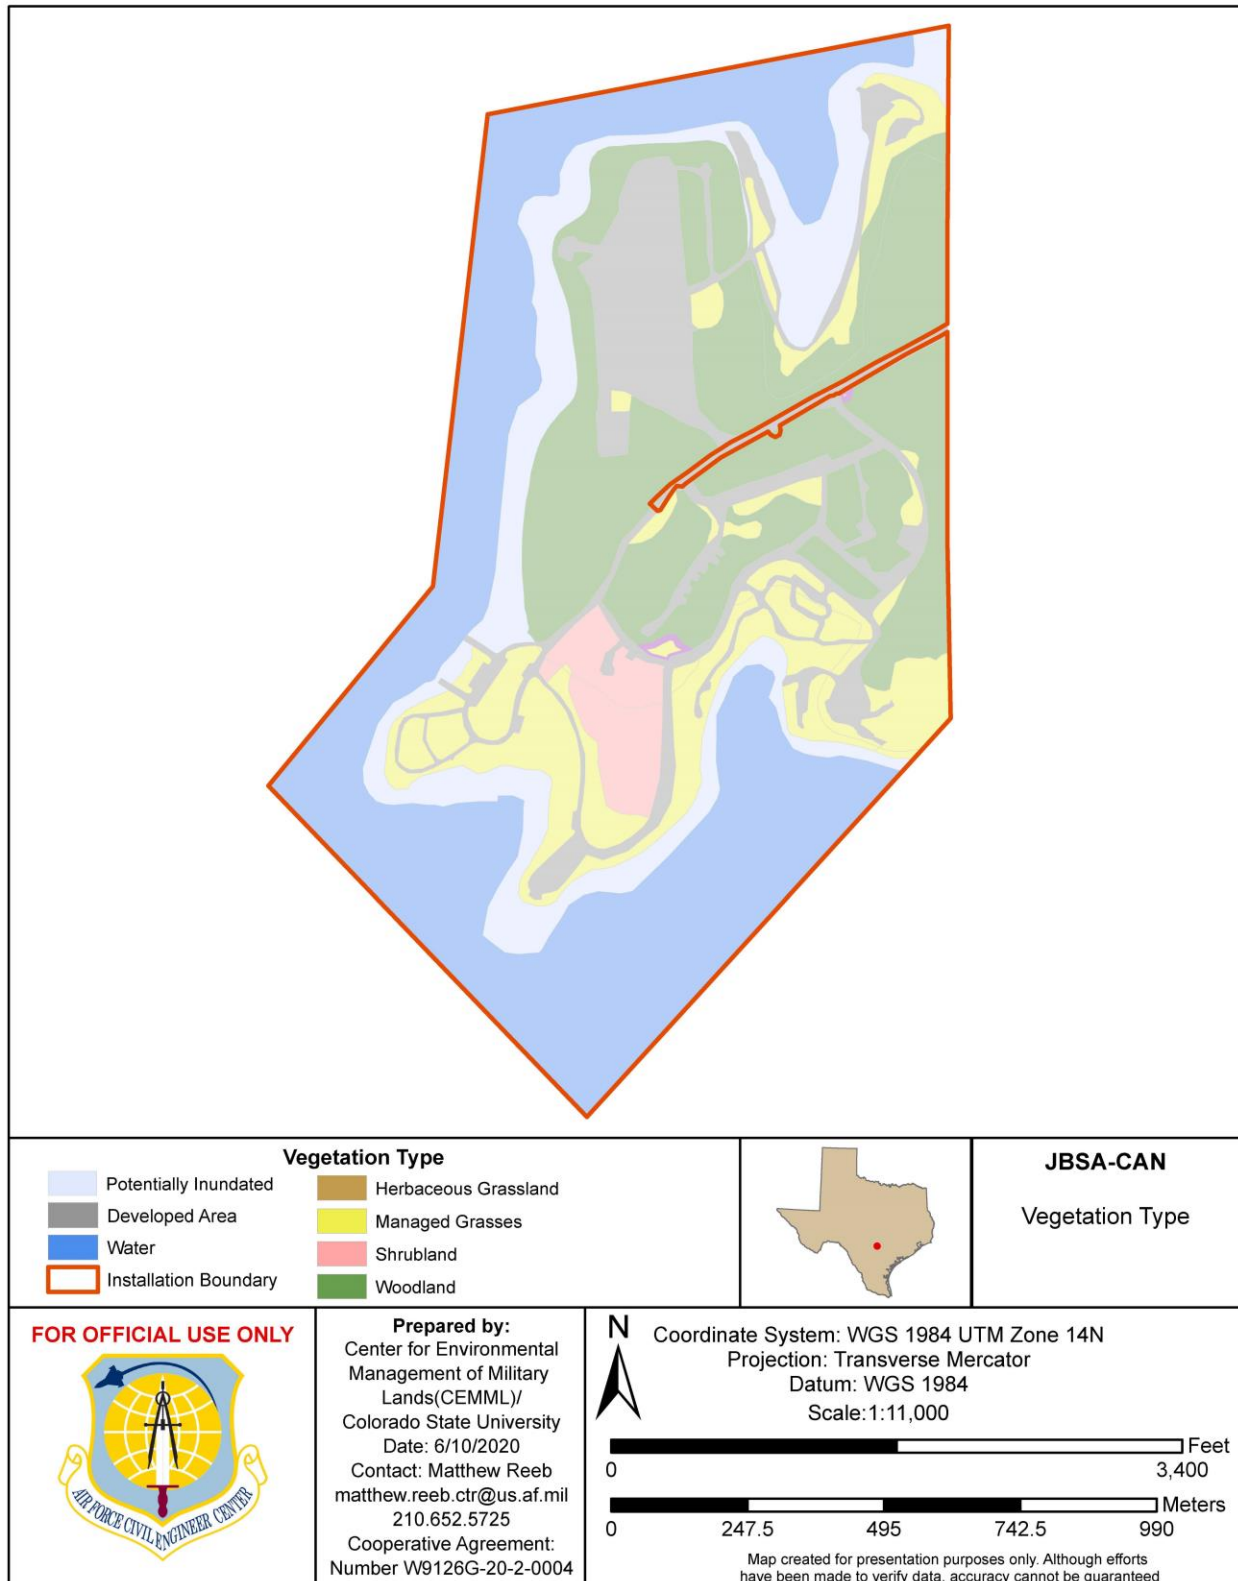 Vegetation Type
Potentially Inundated
Developed Area
Water
Installation Boundary
Herbaceous Grassland
Managed Grasses
Shrubland
Woodland
JBSA-CAN
Vegetation Type
FOR OFFICIAL USE ONLY
AIR FORCE CIVIL ENGINEER CENTER
Prepared by:
Center for Environmental
Management of Military
Lands(CEMML)/
Colorado State University
Date: 6/10/2020
Contact: Matthew Reeb
matthew.reeb.ctr@us.af.mil
210.652.5725
Cooperative Agreement:
Number W9126G-20-2-0004
N
Coordinate System: WGS 1984 UTM Zone 14N
Projection: Transverse Mercator
Datum: WGS 1984
Scale:1:11,000
Feet
0 3,400
Meters
0 247.5 495 742.5 990
Map created for presentation purposes only. Although efforts
have been made to verify data, accuracy cannot be guaranteed